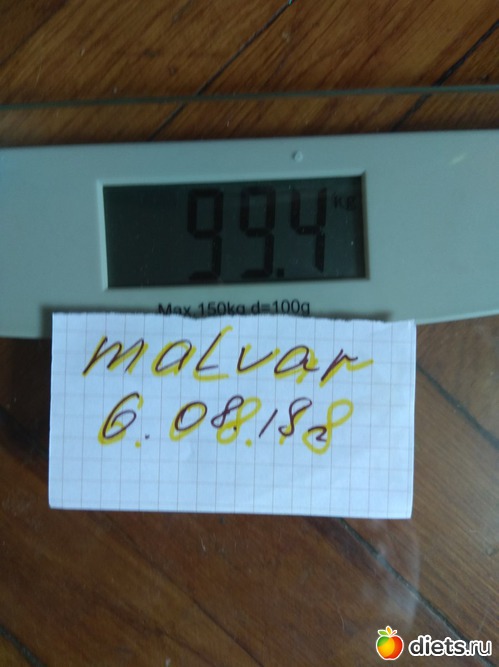 99.4 Kg
Max.150kg d=100g
malvar
6.08.18
diets.ru